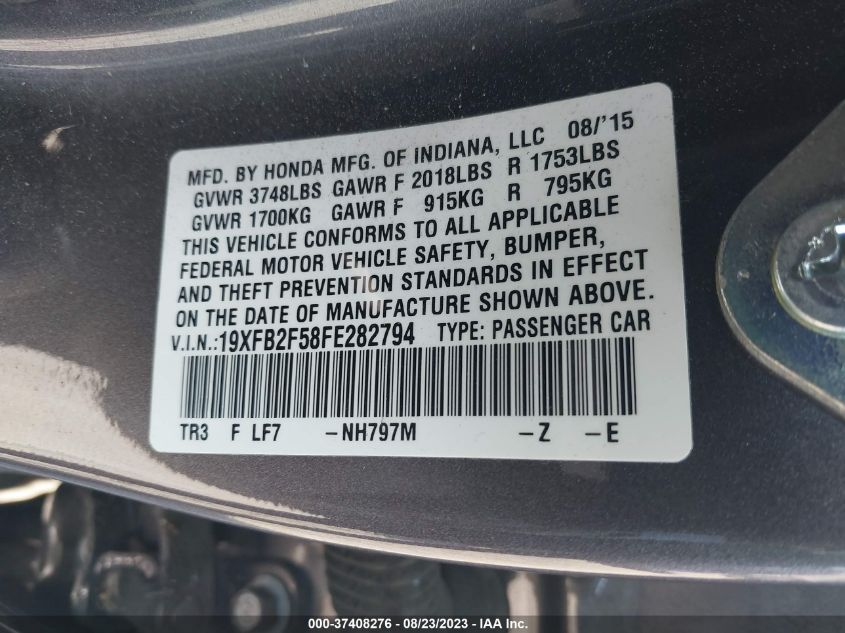 MFD. BY HONDA MFG. OF INDIANA, LLC 08/'15
GVWR 3748LBS GAWR F 2018LBS R 1753LBS
GVWR 1700KG GAWR F 915KG R 795KG
THIS VEHICLE CONFORMS TO ALL APPLICABLE
FEDERAL MOTOR VEHICLE SAFETY, BUMPER,
AND THEFT PREVENTION STANDARDS IN EFFECT
ON THE DATE OF MANUFACTURE SHOWN ABOVE.
V.I.N.:19XFB2F58FE282794 TYPE: PASSENGER CAR
TR3 F LF7 -NH797M -Z -E
000-37408276 - 08/23/2023 - IAA Inc.